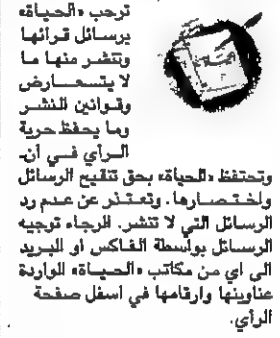 ترحب «الحياة»
برسائل قرائها
وتنشر منها ما
لا يتعارض
وقوانين النشر
وما يحفظ حرية
الرأي في آن.
وتحتفظ «الحياة» بحق تنقيح الرسائل
واختصارها. وتعتذر عن عدم رد
الرسائل التي لا تنشر. الرجاء توجيه
الرسائل بواسطة الفاكس او البريد
الى اي من مكاتب «الحياة» الواردة
عناوينها وارقامها في اسفل صفحة
الرأي.